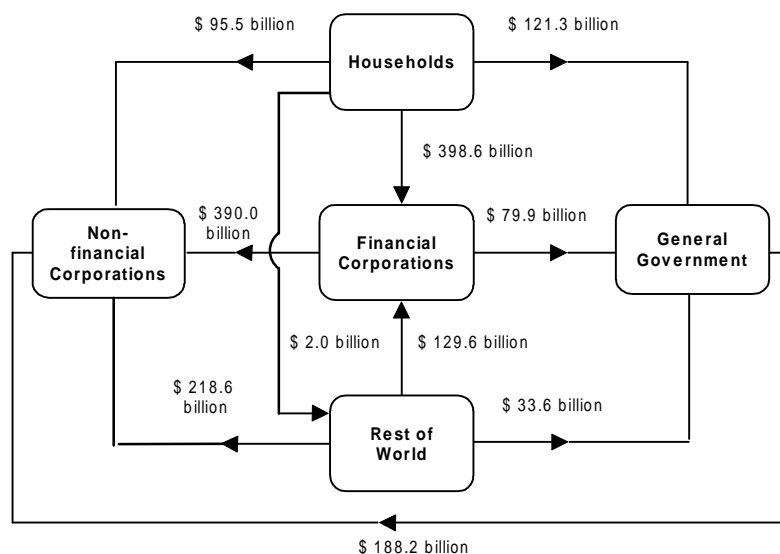 $ 95.5 billion
$ 121.3 billion
Households
$ 398.6 billion
$ 390.0
billion
$ 79.9 billion
Non-
financial
Corporations
Financial
Corporations
General
Government
$ 2.0 billion
$ 129.6 billion
$ 218.6
billion
$ 33.6 billion
Rest of
World
$ 188.2 billion